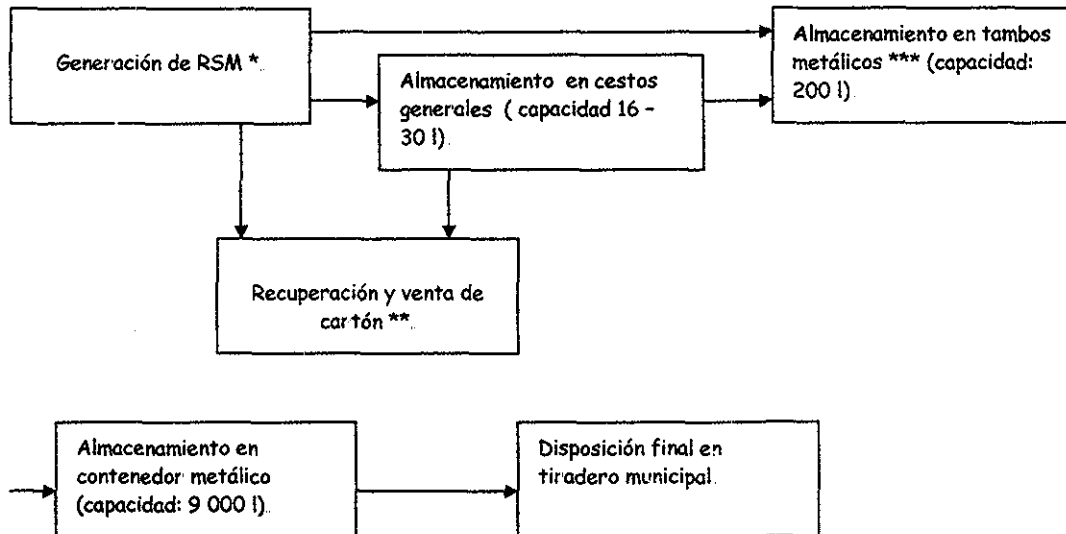 Generación de RSM *.
Almacenamiento en cestos
generales ( capacidad 16 –
30 l).
Almacenamiento en tambos
metálicos *** (capacidad:
200 l).
Recuperación y venta de
cartón **.
Almacenamiento en
contenedor metálico
(capacidad: 9 000 l).
Disposición final en
tiradero municipal.